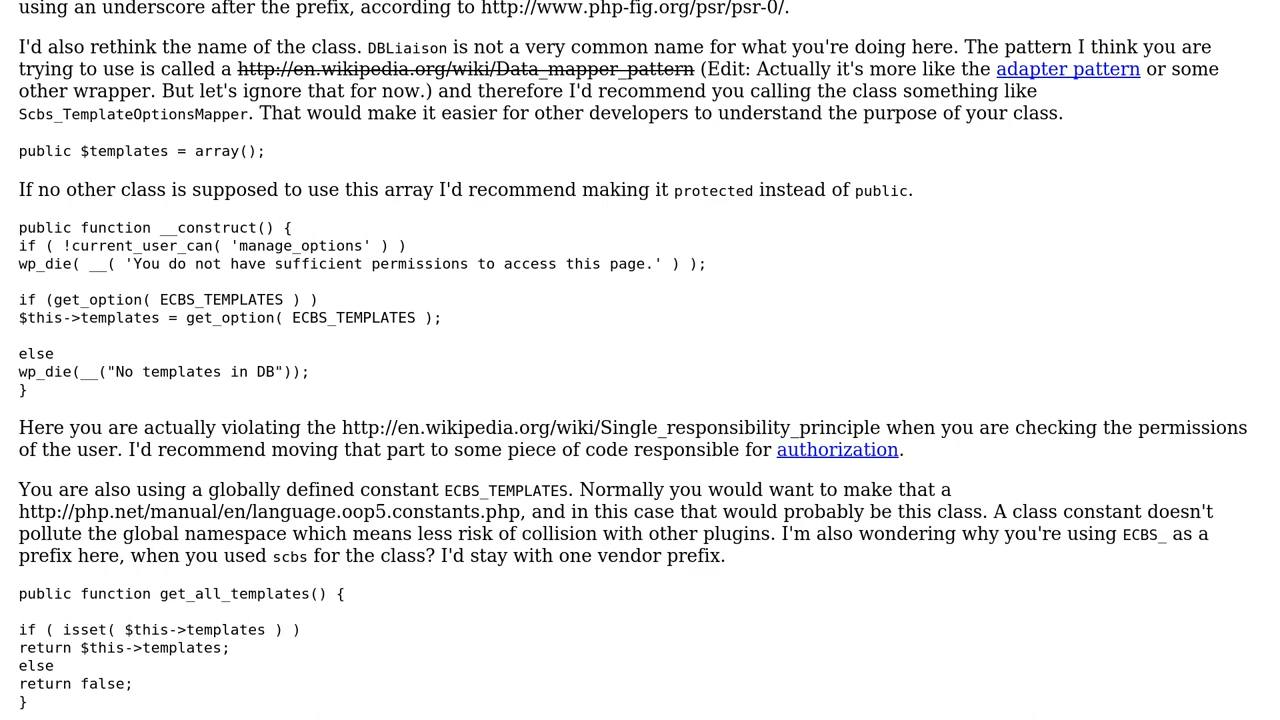 using an underscore after the prefix, according to http://www.php-fig.org/psr/psr-0/.
I'd also rethink the name of the class. DBLiaison is not a very common name for what you're doing here. The pattern I think you are
trying to use is called a http://en.wikipedia.org/wiki/Data_mapper_pattern (Edit: Actually it's more like the adapter pattern or some
other wrapper. But let's ignore that for now.) and therefore I'd recommend you calling the class something like
Scbs_TemplateOptionsMapper. That would make it easier for other developers to understand the purpose of your class.
public $templates = array();
If no other class is supposed to use this array I'd recommend making it protected instead of public.
public function __construct() {
if ( !current_user_can( 'manage_options' ) )
wp_die( __( 'You do not have sufficient permissions to access this page.' ) );
if (get_option( ECBS_TEMPLATES ) )
$this->templates = get_option( ECBS_TEMPLATES );
else
wp_die(__("No templates in DB"));
}
Here you are actually violating the http://en.wikipedia.org/wiki/Single_responsibility_principle when you are checking the permissions
of the user. I'd recommend moving that part to some piece of code responsible for authorization.
You are also using a globally defined constant ECBS_TEMPLATES. Normally you would want to make that a
http://php.net/manual/en/language.oop5.constants.php, and in this case that would probably be this class. A class constant doesn't
pollute the global namespace which means less risk of collision with other plugins. I'm also wondering why you're using ECBS_ as a
prefix here, when you used scbs for the class? I'd stay with one vendor prefix.
public function get_all_templates() {
if ( isset( $this->templates ) )
return $this->templates;
else
return false;
}